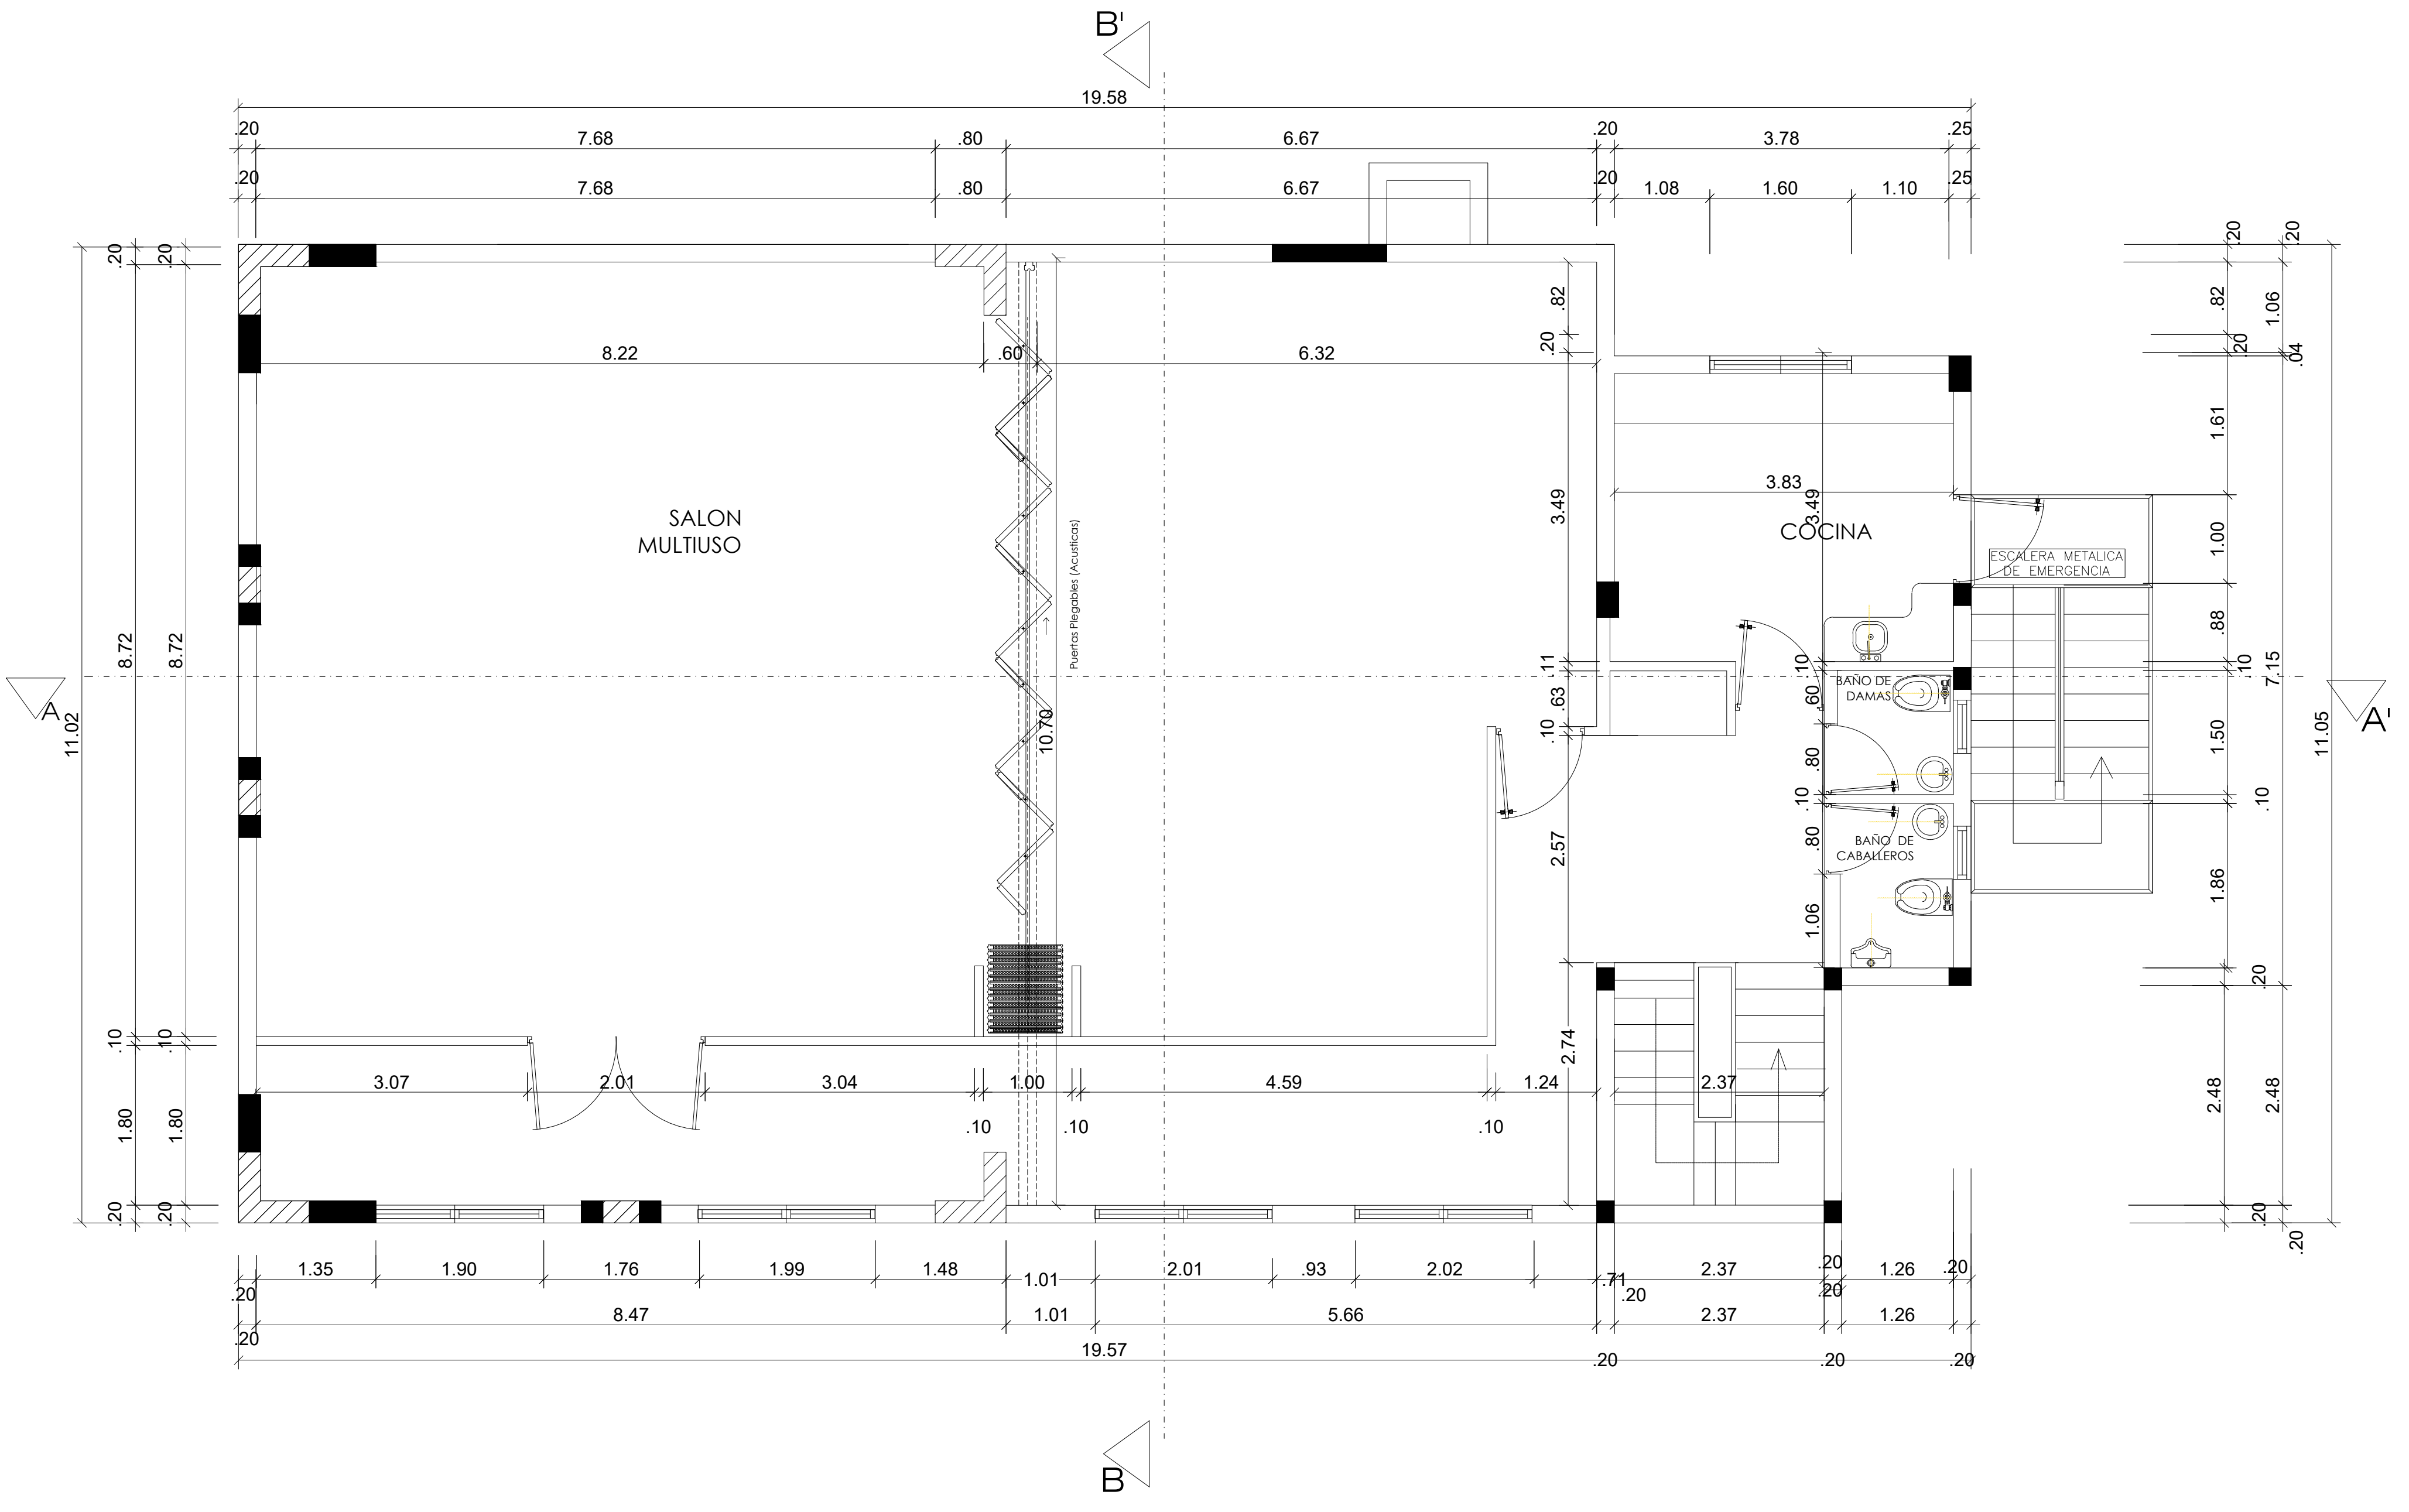 B'
19.58
.20 7.68 .80 6.67 .20 3.78 .25
.20 7.68 .80 6.67 .20 1.08 1.60 1.10 .25
.20 .20 .20 .20
.82 .82 1.06
.20 .20 .04
8.22 .60 6.32
1.61
3.83
3.49 3.49
SALON
MULTIUSO
COCINA
1.00
ESCALERA METALICA
DE EMERGENCIA
Puertas Plegables (Acusticas)
8.72 8.72
.88
.11 .10 .10
7.15
BAÑO DE
DAMAS
.63 .60
A
A'
11.02
10.70
.10
1.50
11.05
.80
.10 .10
2.57
.80
BAÑO DE
CABALLEROS
1.86
1.06
.20
.10 .10
2.74
3.07 2.01 3.04 1.00 4.59 1.24 2.37
1.80 1.80
.10 .10 .10
2.48 2.48
.20 .20 .20 .20
1.35 1.90 1.76 1.99 1.48 1.01 2.01 .93 2.02 .71 2.37 .20 1.26 .20
.20 .20 .20
8.47 1.01 5.66 2.37 1.26
.20
19.57
.20 .20 .20
B